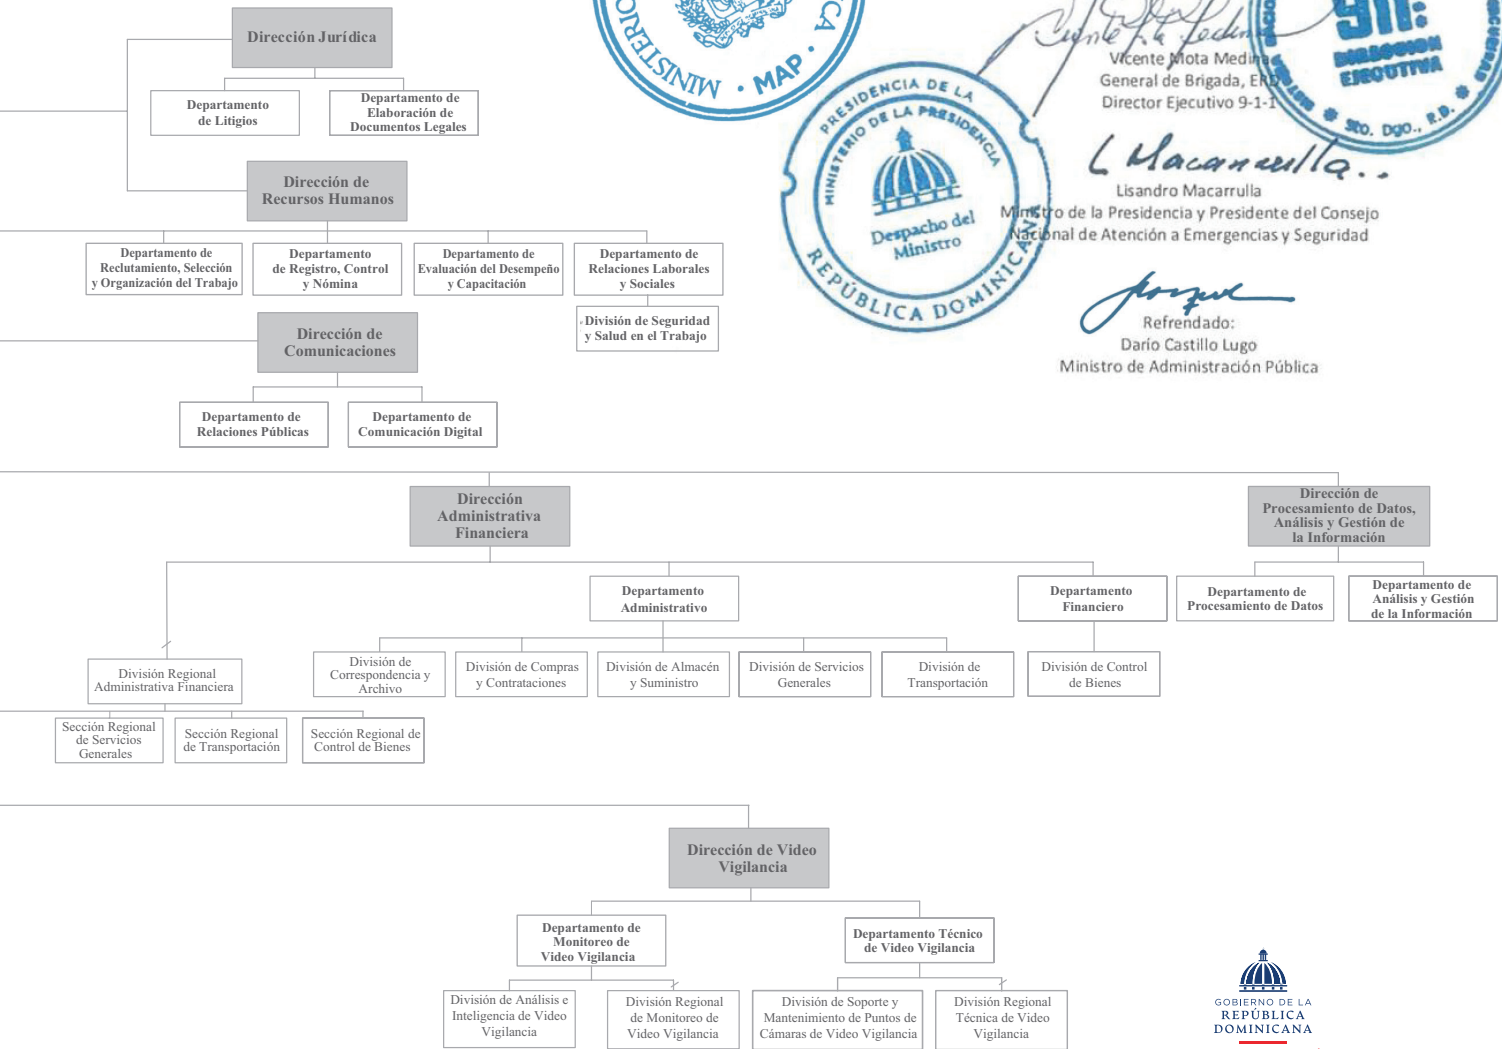 Dirección Jurídica
Departamento
de Litigios
Departamento de
Elaboración de
Documentos Legales
Dirección de
Recursos Humanos
Departamento de
Reclutamiento, Selección
y Organización del Trabajo
Departamento
de Registro, Control
y Nómina
Departamento de
Evaluación del Desempeño
y Capacitación
Departamento de
Relaciones Laborales
y Sociales
División de Seguridad
y Salud en el Trabajo
Dirección de
Comunicaciones
Departamento de
Relaciones Públicas
Departamento de
Comunicación Digital
MAP
PRESIDENCIA DE LA
REPÚBLICA DOMINICANA
MINISTERIO DE LA PRESIDENCIA
Despacho del
Ministro
911:
DIRECCION
EJECUTIVA
Sto. Dgo., R.D.
Vicente Mota Medina
General de Brigada, ERD
Director Ejecutivo 9-1-1
L Macarrulla..
Lisandro Macarrulla
Ministro de la Presidencia y Presidente del Consejo
Nacional de Atención a Emergencias y Seguridad
Refrendado:
Darío Castillo Lugo
Ministro de Administración Pública
Dirección
Administrativa
Financiera
Dirección de
Procesamiento de Datos,
Análisis y Gestión de
la Información
Departamento
Administrativo
Departamento
Financiero
Departamento de
Procesamiento de Datos
Departamento de
Análisis y Gestión
de la Información
División Regional
Administrativa Financiera
División de
Correspondencia y
Archivo
División de Compras
y Contrataciones
División de Almacén
y Suministro
División de Servicios
Generales
División de
Transportación
División de Control
de Bienes
Sección Regional
de Servicios
Generales
Sección Regional
de Transportación
Sección Regional de
Control de Bienes
Dirección de Video
Vigilancia
Departamento de
Monitoreo de
Video Vigilancia
Departamento Técnico
de Video Vigilancia
División de Análisis e
Inteligencia de Video
Vigilancia
División Regional
de Monitoreo de
Video Vigilancia
División de Soporte y
Mantenimiento de Puntos de
Cámaras de Video Vigilancia
División Regional
Técnica de Video
Vigilancia
GOBIERNO DE LA
REPÚBLICA
DOMINICANA